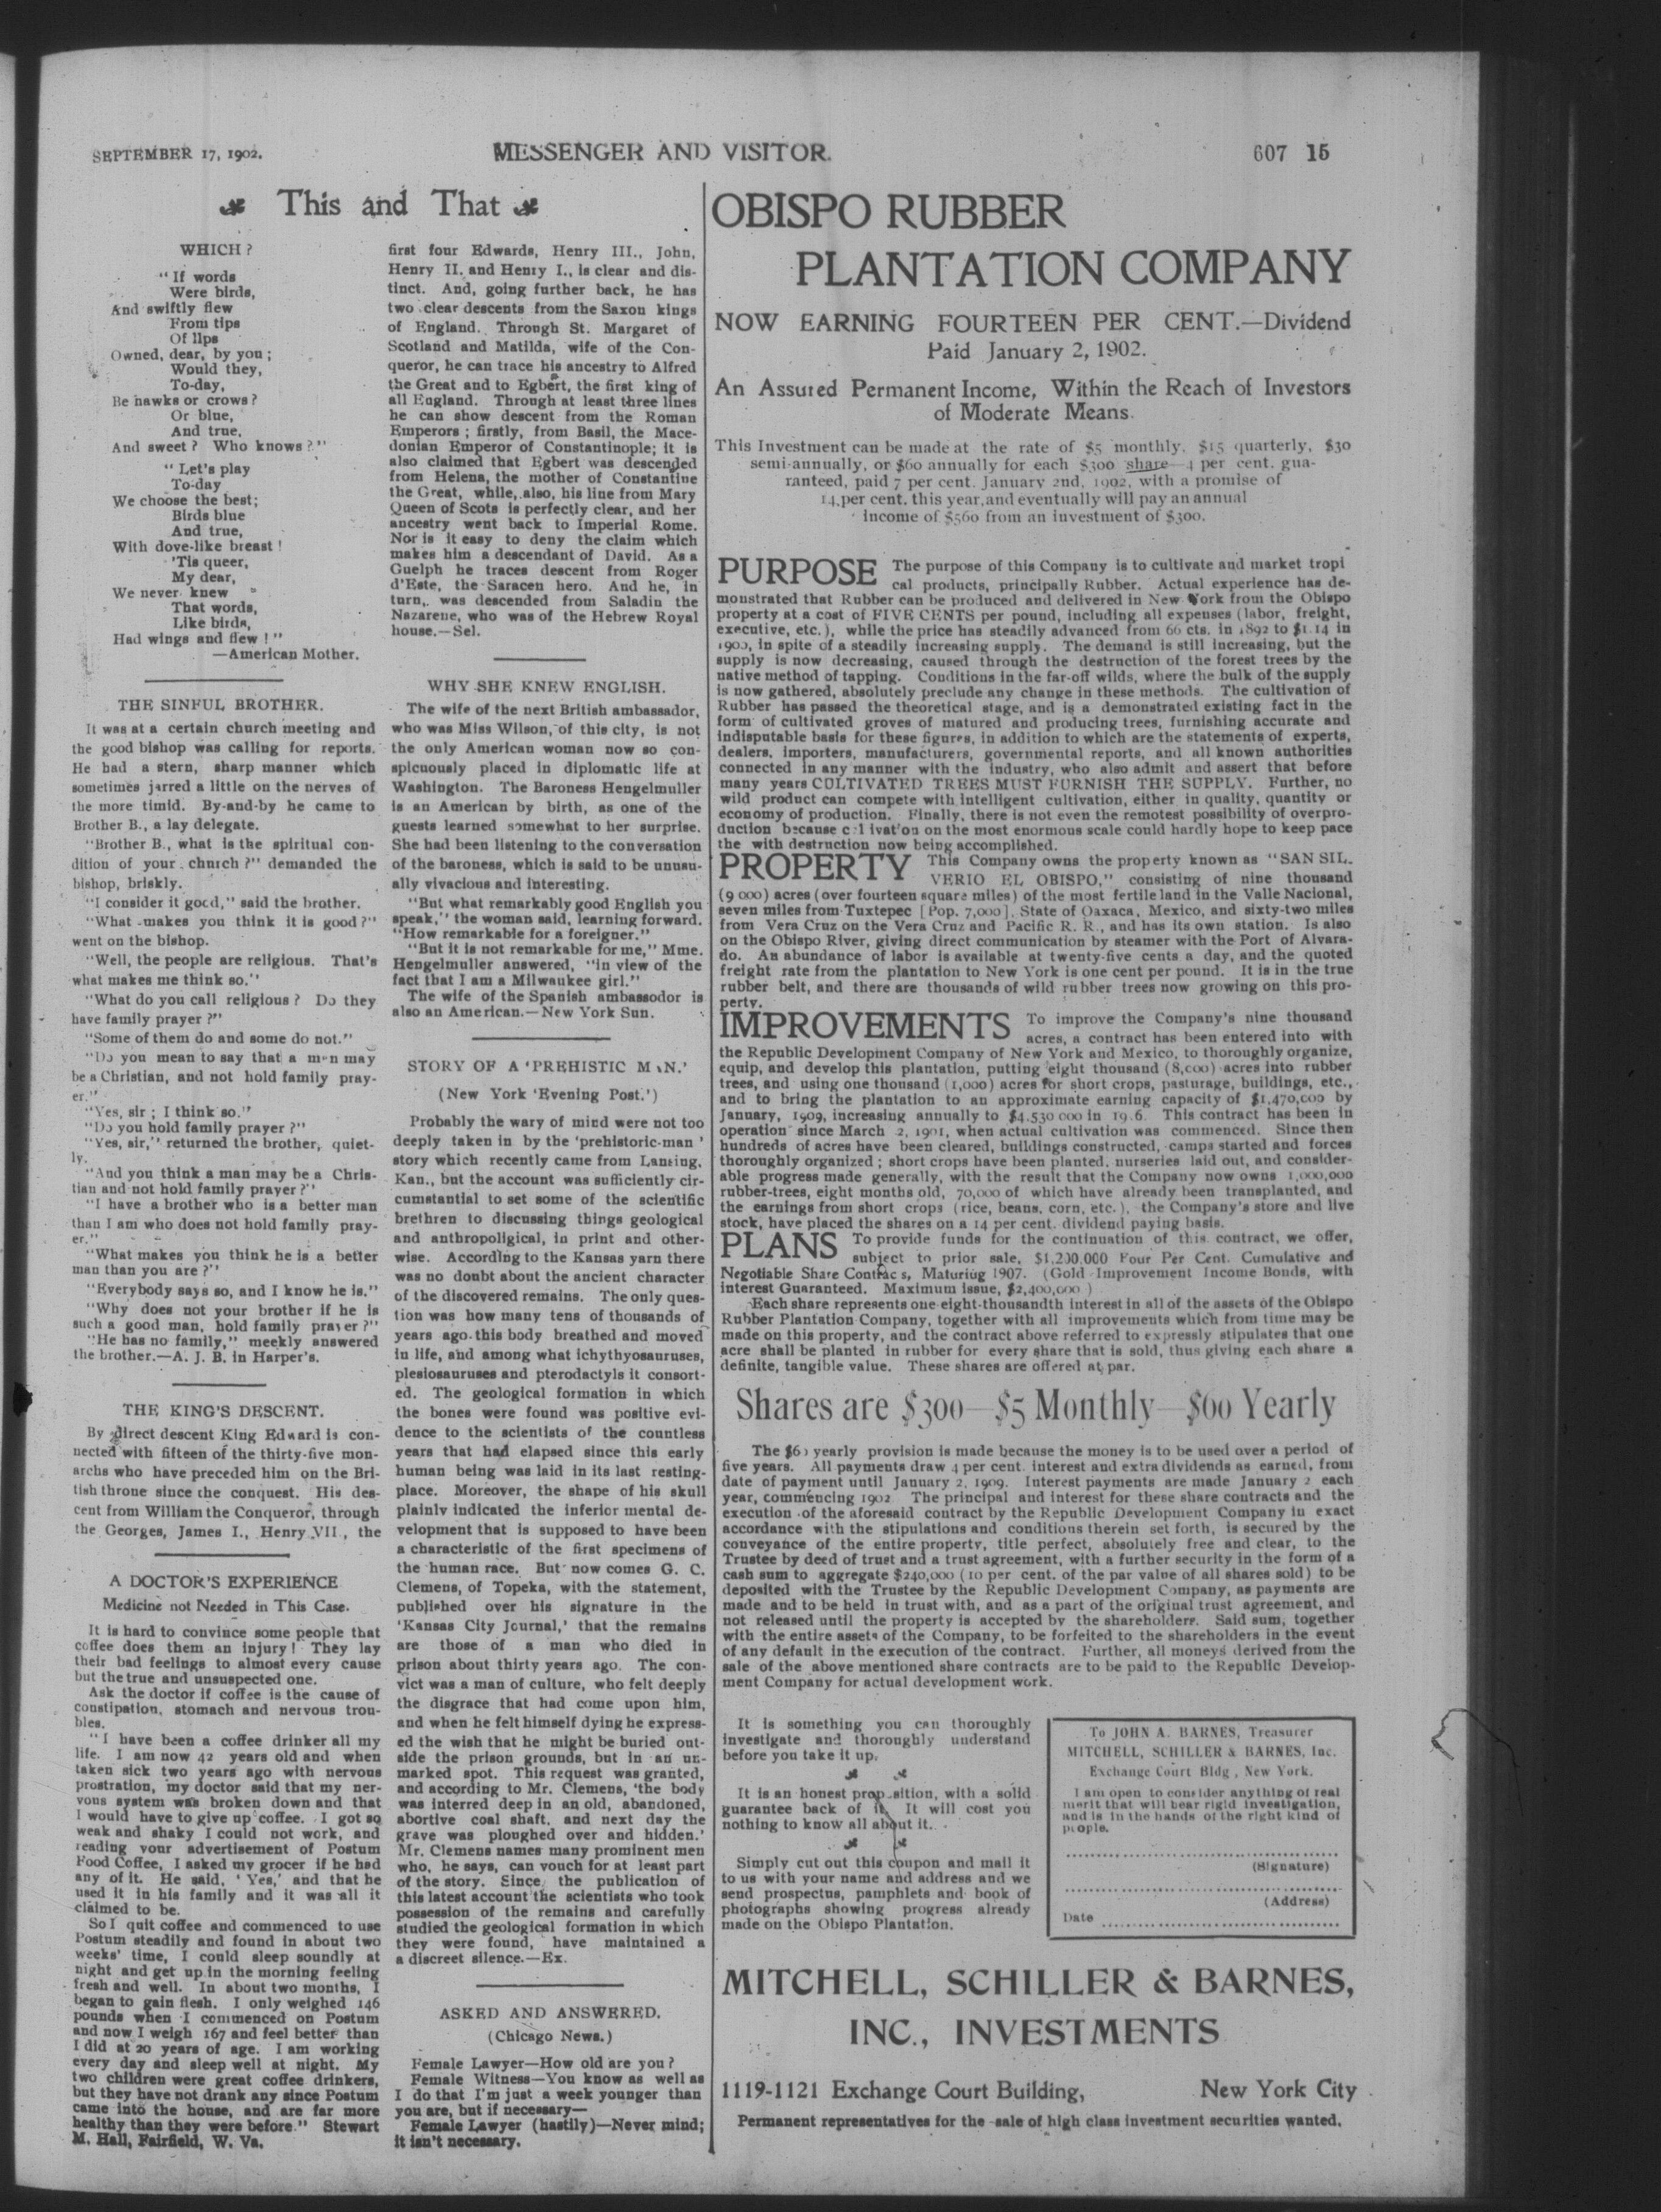 SEPTEMBER 17, 1902.
MESSENGER AND VISITOR.
607 15
This and That
WHICH ?
" If words
Were birds,
And swiftly flew
From tips
Of lips
Owned, dear, by you ;
Would they,
To-day,
Be hawks or crows ?
Or blue,
And true,
And sweet ? Who knows ?"
" Let's play
To-day
We choose the best;
Birds blue
And true,
With dove-like breast !
'Tis queer,
My dear,
We never knew
That words,
Like birds,
Had wings and flew ! "
—American Mother.
THE SINFUL BROTHER.
It was at a certain church meeting and
the good bishop was calling for reports.
He had a stern, sharp manner which
sometimes jarred a little on the nerves of
the more timid. By-and-by he came to
Brother B., a lay delegate.
"Brother B., what is the spiritual con-
dition of your church ?" demanded the
bishop, briskly.
"I consider it good," said the brother.
"What makes you think it is good ?"
went on the bishop.
"Well, the people are religious. That's
what makes me think so."
"What do you call religious ? Do they
have family prayer ?"
"Some of them do and some do not."
"Do you mean to say that a man may
be a Christian, and not hold family pray-
er."
"Yes, sir ; I think so."
"Do you hold family prayer ?"
"Yes, sir," returned the brother, quiet-
ly.
"And you think a man may be a Chris-
tian and not hold family prayer ?"
"I have a brother who is a better man
than I am who does not hold family pray-
er."
"What makes you think he is a better
man than you are ?"
"Everybody says so, and I know he is."
"Why does not your brother if he is
such a good man, hold family prayer ?"
"He has no family," meekly answered
the brother.—A. J. B. in Harper's.
THE KING'S DESCENT.
By direct descent King Edward is con-
nected with fifteen of the thirty-five mon-
archs who have preceded him on the Bri-
tish throne since the conquest. His des-
cent from William the Conqueror, through
the Georges, James I., Henry VII , the
A DOCTOR'S EXPERIENCE
Medicine not Needed in This Case.
It is hard to convince some people that
coffee does them an injury ! They lay
their bad feelings to almost every cause
but the true and unsuspected one.
Ask the doctor if coffee is the cause of
constipation, stomach and nervous trou-
bles.
"I have been a coffee drinker all my
life. I am now 42 years old and when
taken sick two years ago with nervous
prostration, my doctor said that my ner-
vous system was broken down and that
I would have to give up coffee. I got so
weak and shaky I could not work, and
reading your advertisement of Postum
Food Coffee, I asked my grocer if he had
any of it. He said, ' Yes,' and that he
used it in his family and it was all it
claimed to be.
So I quit coffee and commenced to use
Postum steadily and found in about two
weeks' time, I could sleep soundly at
night and get up in the morning feeling
fresh and well. In about two months, I
began to gain flesh. I only weighed 146
pounds when I commenced on Postum
and now I weigh 167 and feel better than
I did at 20 years of age. I am working
every day and sleep well at night. My
two children were great coffee drinkers,
but they have not drank any since Postum
came into the house, and are far more
healthy than they were before." Stewart
M. Hall, Fairfield, W. Va.
first four Edwards, Henry III., John,
Henry II. and Henry I., is clear and dis-
tinct. And, going further back, he has
two clear descents from the Saxon kings
of England. Through St. Margaret of
Scotland and Matilda, wife of the Con-
queror, he can trace his ancestry to Alfred
the Great and to Egbert, the first king of
all England. Through at least three lines
he can show descent from the Roman
Emperors ; firstly, from Basil, the Mace-
donian Emperor of Constantinople; it is
also claimed that Egbert was descended
from Helena, the mother of Constantine
the Great, while, also, his line from Mary
Queen of Scots is perfectly clear, and her
ancestry went back to Imperial Rome.
Nor is it easy to deny the claim which
makes him a descendant of David. As a
Guelph he traces descent from Roger
d'Este, the Saracen hero. And he, in
turn, was descended from Saladin the
Nazarene, who was of the Hebrew Royal
house.—Sel.
WHY SHE KNEW ENGLISH.
The wife of the next British ambassador,
who was Miss Wilson, of this city, is not
the only American woman now so con-
spicuously placed in diplomatic life at
Washington. The Baroness Hengelmuller
is an American by birth, as one of the
guests learned somewhat to her surprise.
She had been listening to the conversation
of the baroness, which is said to be unusu-
ally vivacious and interesting.
"But what remarkably good English you
speak," the woman said, learning forward.
"How remarkable for a foreigner."
"But it is not remarkable for me," Mme.
Hengelmuller answered, "in view of the
fact that I am a Milwaukee girl."
The wife of the Spanish ambassodor is
also an American.—New York Sun.
STORY OF A 'PREHISTIC MAN.'
(New York 'Evening Post.')
Probably the wary of mind were not too
deeply taken in by the 'prehistoric-man '
story which recently came from Lansing,
Kan., but the account was sufficiently cir-
cumstantial to set some of the scientific
brethren to discussing things geological
and anthropoligical, in print and other-
wise. According to the Kansas yarn there
was no doubt about the ancient character
of the discovered remains. The only ques-
tion was how many tens of thousands of
years ago this body breathed and moved
in life, and among what ichythyosauruses,
plesiosauruses and pterodactyls it consort-
ed. The geological formation in which
the bones were found was positive evi-
dence to the scientists of the countless
years that had elapsed since this early
human being was laid in its last resting-
place. Moreover, the shape of his skull
plainly indicated the inferior mental de-
velopment that is supposed to have been
a characteristic of the first specimens of
the human race. But now comes G. C.
Clemens, of Topeka, with the statement,
published over his signature in the
'Kansas City Journal,' that the remains
are those of a man who died in
prison about thirty years ago. The con-
vict was a man of culture, who felt deeply
the disgrace that had come upon him,
and when he felt himself dying he express-
ed the wish that he might be buried out-
side the prison grounds, but in an un-
marked spot. This request was granted,
and according to Mr. Clemens, 'the body
was interred deep in an old, abandoned,
abortive coal shaft, and next day the
grave was ploughed over and hidden.'
Mr. Clemens names many prominent men
who, he says, can vouch for at least part
of the story. Since the publication of
this latest account the scientists who took
possession of the remains and carefully
studied the geological formation in which
they were found, have maintained a
a discreet silence.—Ex.
ASKED AND ANSWERED.
(Chicago News.)
Female Lawyer—How old are you ?
Female Witness—You know as well as
I do that I'm just a week younger than
you are, but if necessary—
Female Lawyer (hastily)—Never mind;
it isn't necessary.
OBISPO RUBBER
PLANTATION COMPANY
NOW EARNING FOURTEEN PER CENT.—Dividend
Paid January 2, 1902.
An Assured Permanent Income, Within the Reach of Investors
of Moderate Means.
This Investment can be made at the rate of $5 monthly, $15 quarterly, $30
semi-annually, or $60 annually for each $300 share—4 per cent. gua-
ranteed, paid 7 per cent. January 2nd, 1902, with a promise of
14 per cent. this year, and eventually will pay an annual
income of $560 from an investment of $300.
PURPOSE The purpose of this Company is to cultivate and market tropi
cal products, principally Rubber. Actual experience has de-
monstrated that Rubber can be produced and delivered in New York from the Obispo
property at a cost of FIVE CENTS per pound, including all expenses (labor, freight,
executive, etc.), while the price has steadily advanced from 66 cts. in 1892 to $1.14 in
1900, in spite of a steadily increasing supply. The demand is still increasing, but the
supply is now decreasing, caused through the destruction of the forest trees by the
native method of tapping. Conditions in the far-off wilds, where the bulk of the supply
is now gathered, absolutely preclude any change in these methods. The cultivation of
Rubber has passed the theoretical stage, and is a demonstrated existing fact in the
form of cultivated groves of matured and producing trees, furnishing accurate and
indisputable basis for these figures, in addition to which are the statements of experts,
dealers, importers, manufacturers, governmental reports, and all known authorities
connected in any manner with the industry, who also admit and assert that before
many years CULTIVATED TREES MUST FURNISH THE SUPPLY. Further, no
wild product can compete with intelligent cultivation, either in quality, quantity or
economy of production. Finally, there is not even the remotest possibility of overpro-
duction because cultivation on the most enormous scale could hardly hope to keep pace
the with destruction now being accomplished.
PROPERTY This Company owns the property known as "SAN SIL-
VERIO EL OBISPO," consisting of nine thousand
(9 000) acres (over fourteen square miles) of the most fertile land in the Valle Nacional,
seven miles from Tuxtepec [Pop. 7,000], State of Oaxaca, Mexico, and sixty-two miles
from Vera Cruz on the Vera Cruz and Pacific R. R., and has its own station. Is also
on the Obispo River, giving direct communication by steamer with the Port of Alvara-
do. An abundance of labor is available at twenty-five cents a day, and the quoted
freight rate from the plantation to New York is one cent per pound. It is in the true
rubber belt, and there are thousands of wild rubber trees now growing on this pro-
perty.
IMPROVEMENTS To improve the Company's nine thousand
acres, a contract has been entered into with
the Republic Development Company of New York and Mexico, to thoroughly organize,
equip, and develop this plantation, putting eight thousand (8,000) acres into rubber
trees, and using one thousand (1,000) acres for short crops, pasturage, buildings, etc.,
and to bring the plantation to an approximate earning capacity of $1,470,000 by
January, 1909, increasing annually to $4,530 000 in 19 6. This contract has been in
operation since March 2, 1901, when actual cultivation was commenced. Since then
hundreds of acres have been cleared, buildings constructed, camps started and forces
thoroughly organized ; short crops have been planted, nurseries laid out, and consider-
able progress made generally, with the result that the Company now owns 1,000,000
rubber-trees, eight months old, 70,000 of which have already been transplanted, and
the earnings from short crops (rice, beans, corn, etc.), the Company's store and live
stock, have placed the shares on a 14 per cent. dividend paying basis.
PLANS To provide funds for the continuation of this contract, we offer,
subject to prior sale, $1,200,000 Four Per Cent. Cumulative and
Negotiable Share Contracs, Maturing 1907. (Gold Improvement Income Bonds, with
interest Guaranteed. Maximum issue, $2,400,000 )
Each share represents one eight-thousandth interest in all of the assets of the Obispo
Rubber Plantation Company, together with all improvements which from time may be
made on this property, and the contract above referred to expressly stipulates that one
acre shall be planted in rubber for every share that is sold, thus giving each share a
definite, tangible value. These shares are offered at par.
Shares are $300—$5 Monthly—$60 Yearly
The $60 yearly provision is made because the money is to be used over a period of
five years. All payments draw 4 per cent. interest and extra dividends as earned, from
date of payment until January 2, 1909. Interest payments are made January 2 each
year, commencing 1902. The principal and interest for these share contracts and the
execution of the aforesaid contract by the Republic Development Company in exact
accordance with the stipulations and conditions therein set forth, is secured by the
conveyance of the entire property, title perfect, absolutely free and clear, to the
Trustee by deed of trust and a trust agreement, with a further security in the form of a
cash sum to aggregate $240,000 (10 per cent. of the par value of all shares sold) to be
deposited with the Trustee by the Republic Development Company, as payments are
made and to be held in trust with, and as a part of the original trust agreement, and
not released until the property is accepted by the shareholders. Said sum, together
with the entire assets of the Company, to be forfeited to the shareholders in the event
of any default in the execution of the contract. Further, all moneys derived from the
sale of the above mentioned share contracts are to be paid to the Republic Develop-
ment Company for actual development work.
It is something you can thoroughly
investigate and thoroughly understand
before you take it up.
It is an honest proposition, with a solid
guarantee back of it. It will cost you
nothing to know all about it.
Simply cut out this coupon and mail it
to us with your name and address and we
send prospectus, pamphlets and book of
photographs showing progress already
made on the Obispo Plantation.
To JOHN A. BARNES, Treasurer
MITCHELL, SCHILLER & BARNES, Inc.
Exchange Court Bldg , New York.
I am open to consider anything of real
merit that will bear rigid investigation,
and is in the hands of the right kind of
people.
(Signature)
(Address)
Date
MITCHELL, SCHILLER & BARNES,
INC., INVESTMENTS
1119-1121 Exchange Court Building, New York City
Permanent representatives for the sale of high class investment securities wanted.